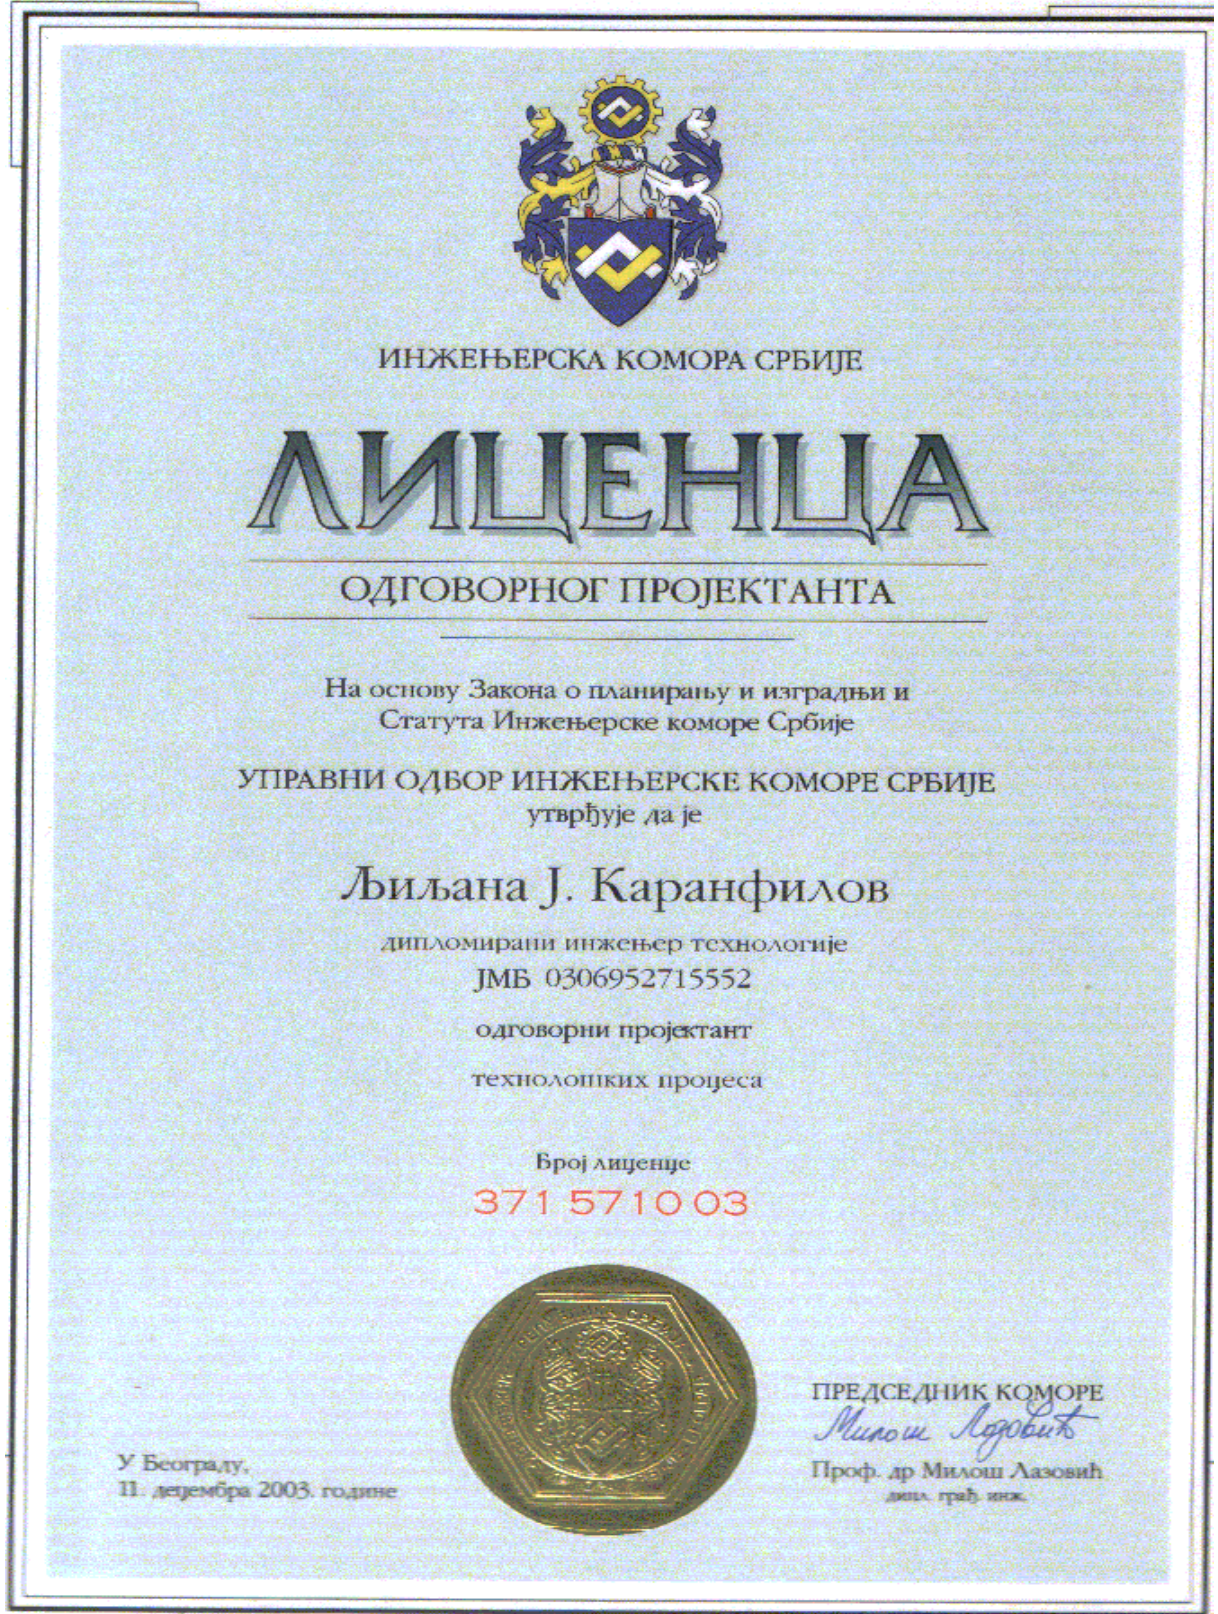 ИНЖЕЊЕРСКА КОМОРА СРБИЈЕ
ЛИЦЕНЦА
ОДГОВОРНОГ ПРОЈЕКТАНТА
На основу Закона о планирању и изградњи и
Статута Инжењерске коморе Србије
УПРАВНИ ОДБОР ИНЖЕЊЕРСКЕ КОМОРЕ СРБИЈЕ
утврђује да је
Љиљана Ј. Каранфилов
дипломирани инжењер технологије
ЈМБ 0306952715552
одговорни пројектант
технолошких процеса
Број лиценце
371 5710 03
У Београду,
11. децембра 2003. године
ПРЕДСЕДНИК КОМОРЕ
Милош Лазовић
Проф. др Милош Лазовић
дипл. грађ. инж.